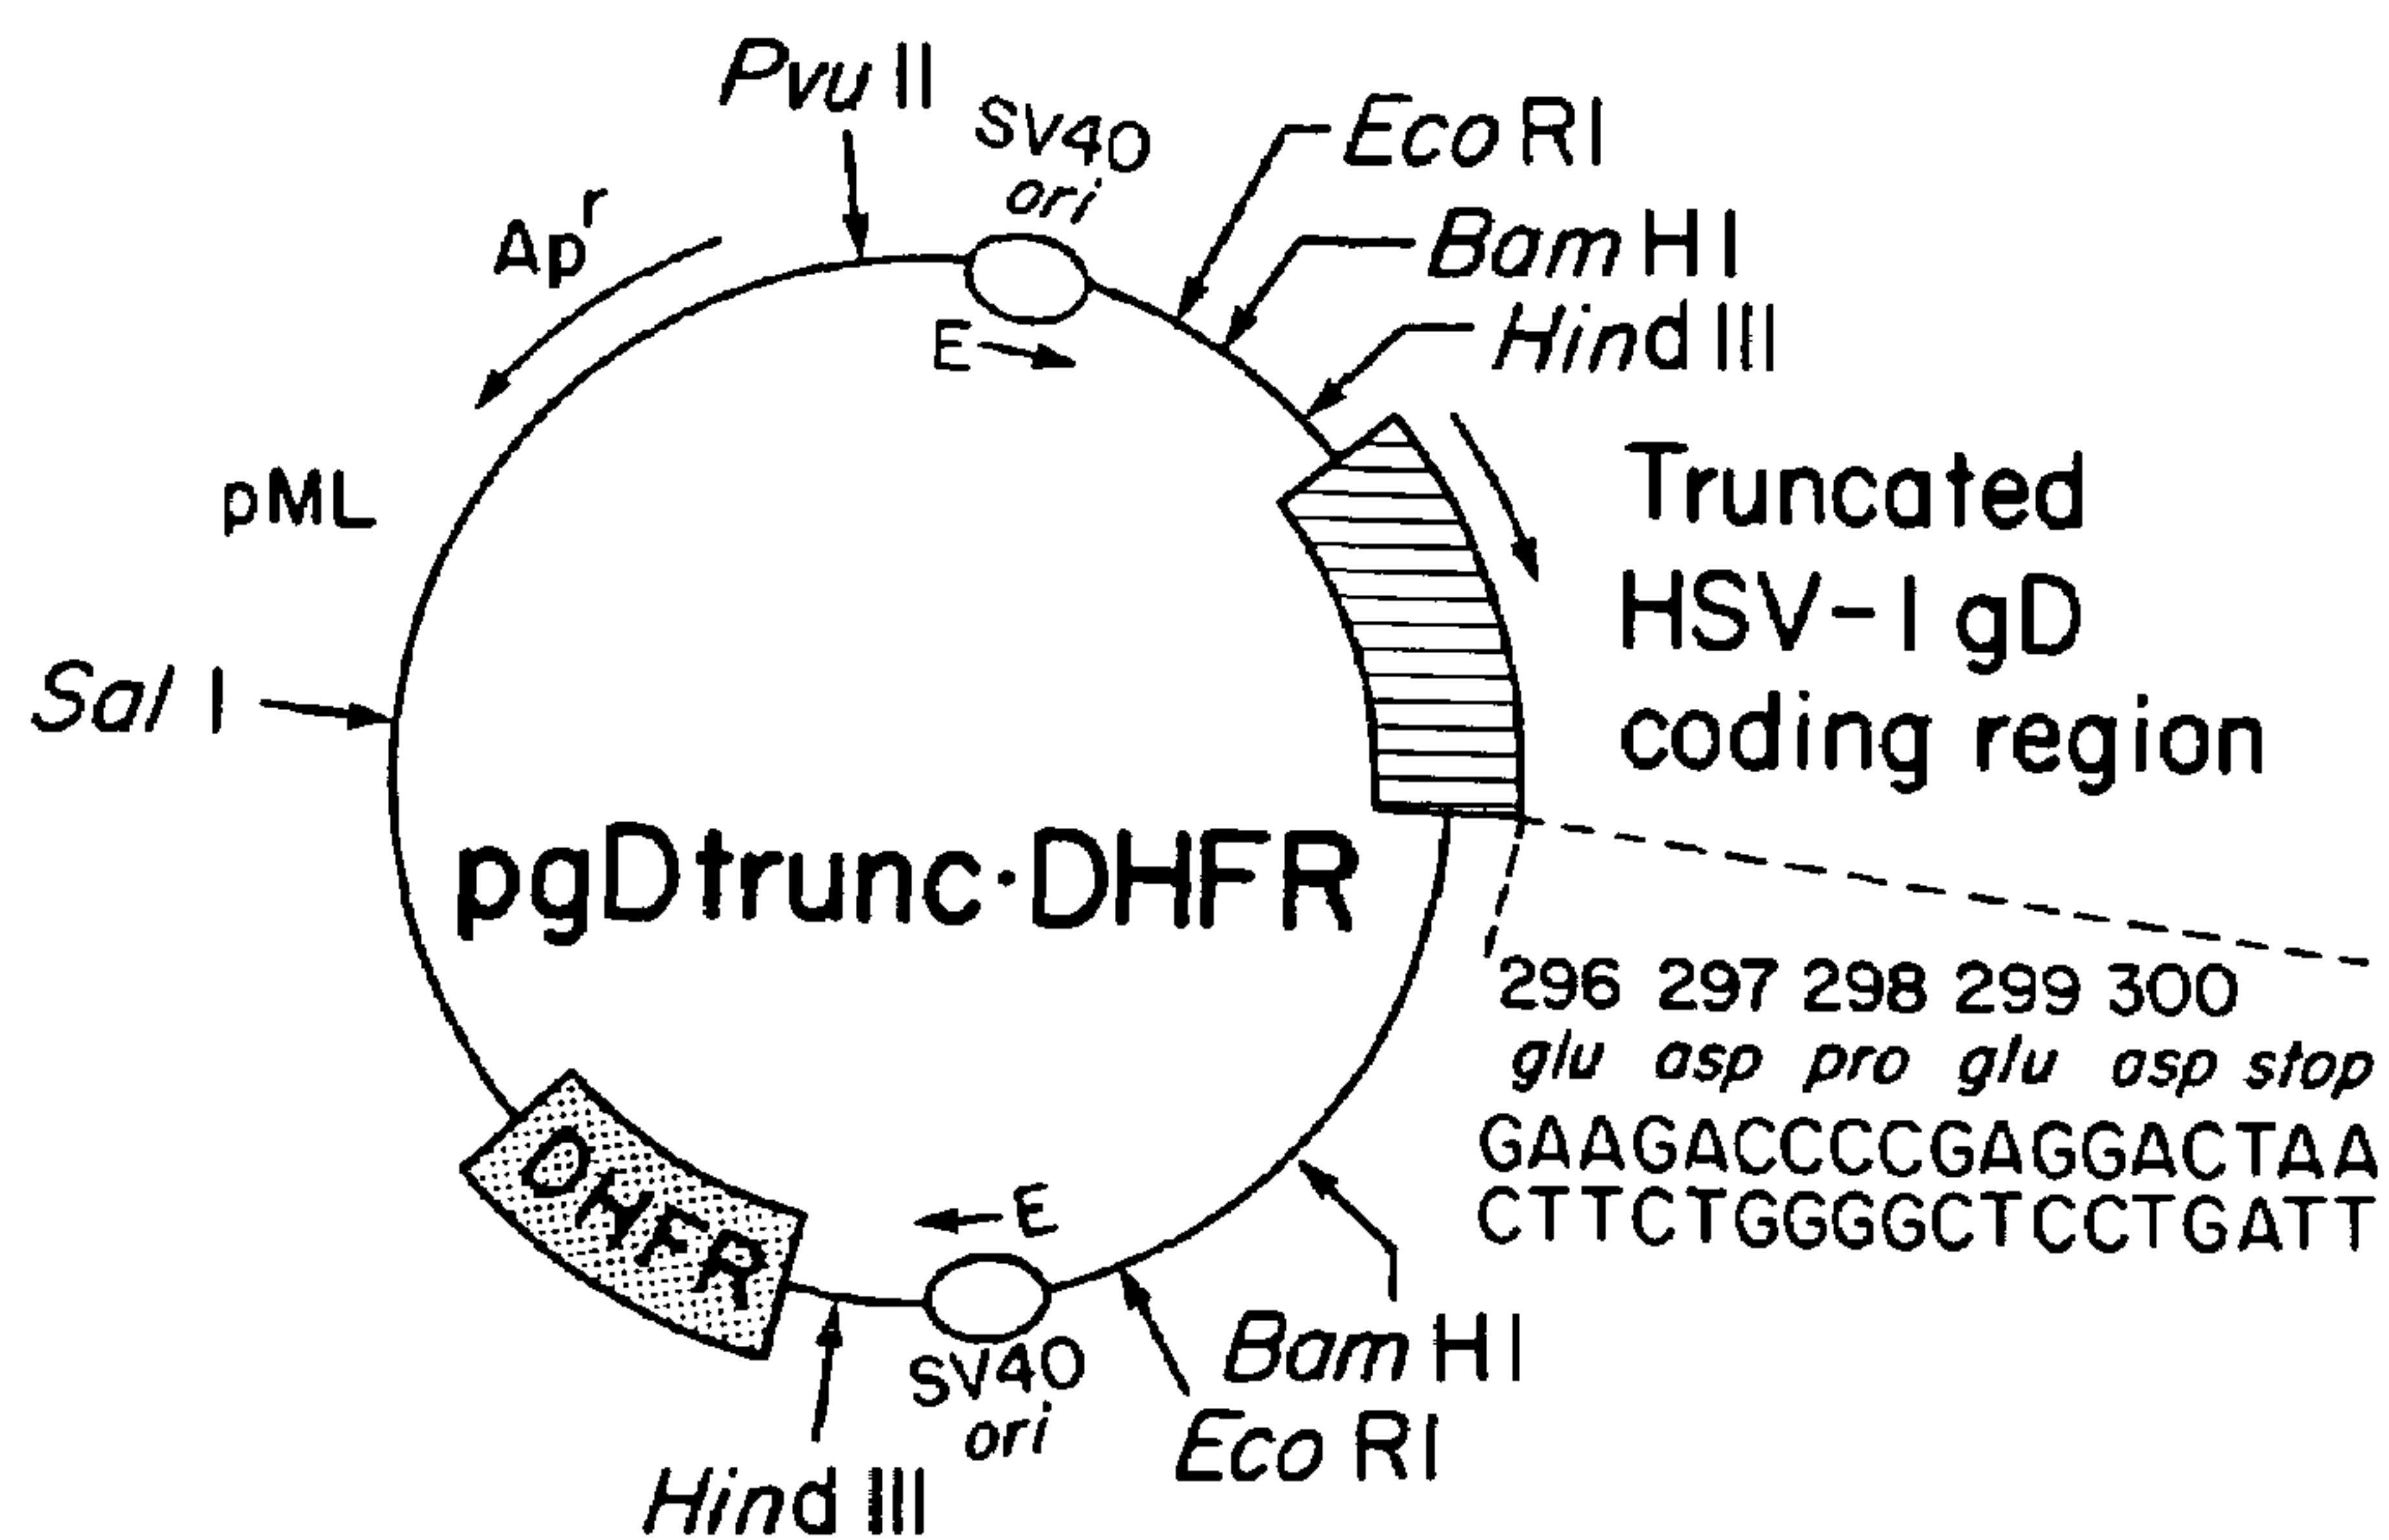 Pvu II
SV40
ori
Eco RI
Bam HI
Hind III
Ap^r
E
pML
Truncated
HSV-I gD
coding region
Sal I
pgDtrunc·DHFR
296 297 298 299 300
glu asp pro glu asp stop
GAAGACCCCGAGGACTAA
CTTCTGGGGCTCCTGATT
DHFR
E
SV40
ori
Bam HI
Eco RI
Hind III